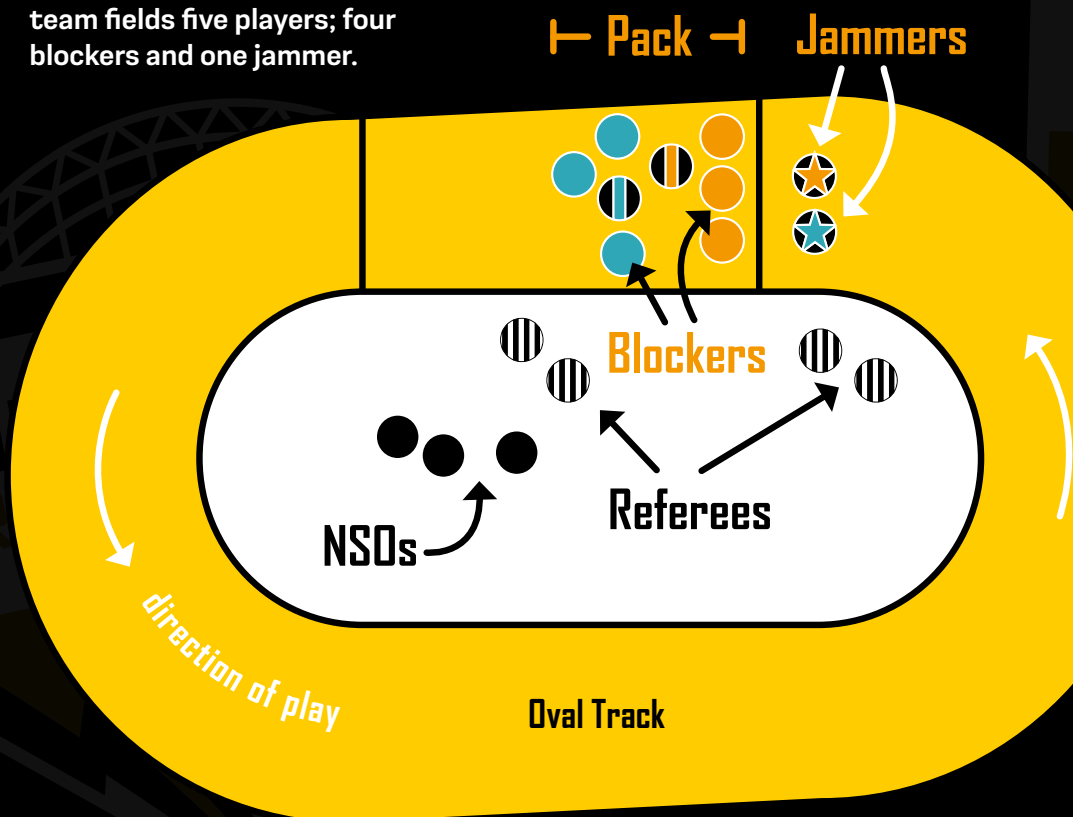 team fields five players; four
blockers and one jammer.
Pack
Jammers
Blockers
Referees
NSOs
direction of play
Oval Track